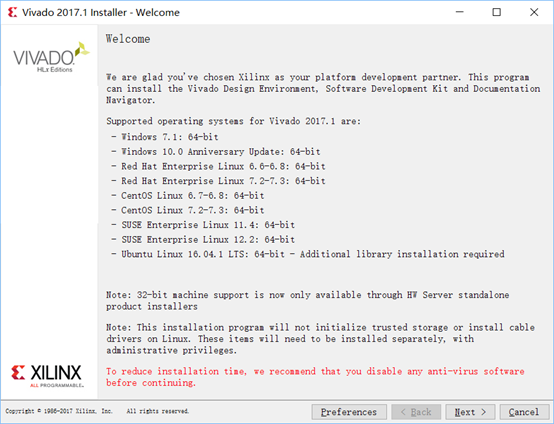 Vivado 2017.1 Installer - Welcome
VIVADO.
HLx Editions
Welcome
We are glad you've chosen Xilinx as your platform development partner. This program
can install the Vivado Design Environment, Software Development Kit and Documentation
Navigator.
Supported operating systems for Vivado 2017.1 are:
- Windows 7.1: 64-bit
- Windows 10.0 Anniversary Update: 64-bit
- Red Hat Enterprise Linux 6.6-6.8: 64-bit
- Red Hat Enterprise Linux 7.2-7.3: 64-bit
- CentOS Linux 6.7-6.8: 64-bit
- CentOS Linux 7.2-7.3: 64-bit
- SUSE Enterprise Linux 11.4: 64-bit
- SUSE Enterprise Linux 12.2: 64-bit
- Ubuntu Linux 16.04.1 LTS: 64-bit - Additional library installation required
Note: 32-bit machine support is now only available through HW Server standalone
product installers
Note: This installation program will not initialize trusted storage or install cable
drivers on Linux. These items will need to be installed separately, with
administrative privileges.
To reduce installation time, we recommend that you disable any anti-virus software
before continuing.
XILINX
ALL PROGRAMMABLE.
Copyright © 1986-2017 Xilinx, Inc. All rights reserved.
Preferences
< Back
Next >
Cancel